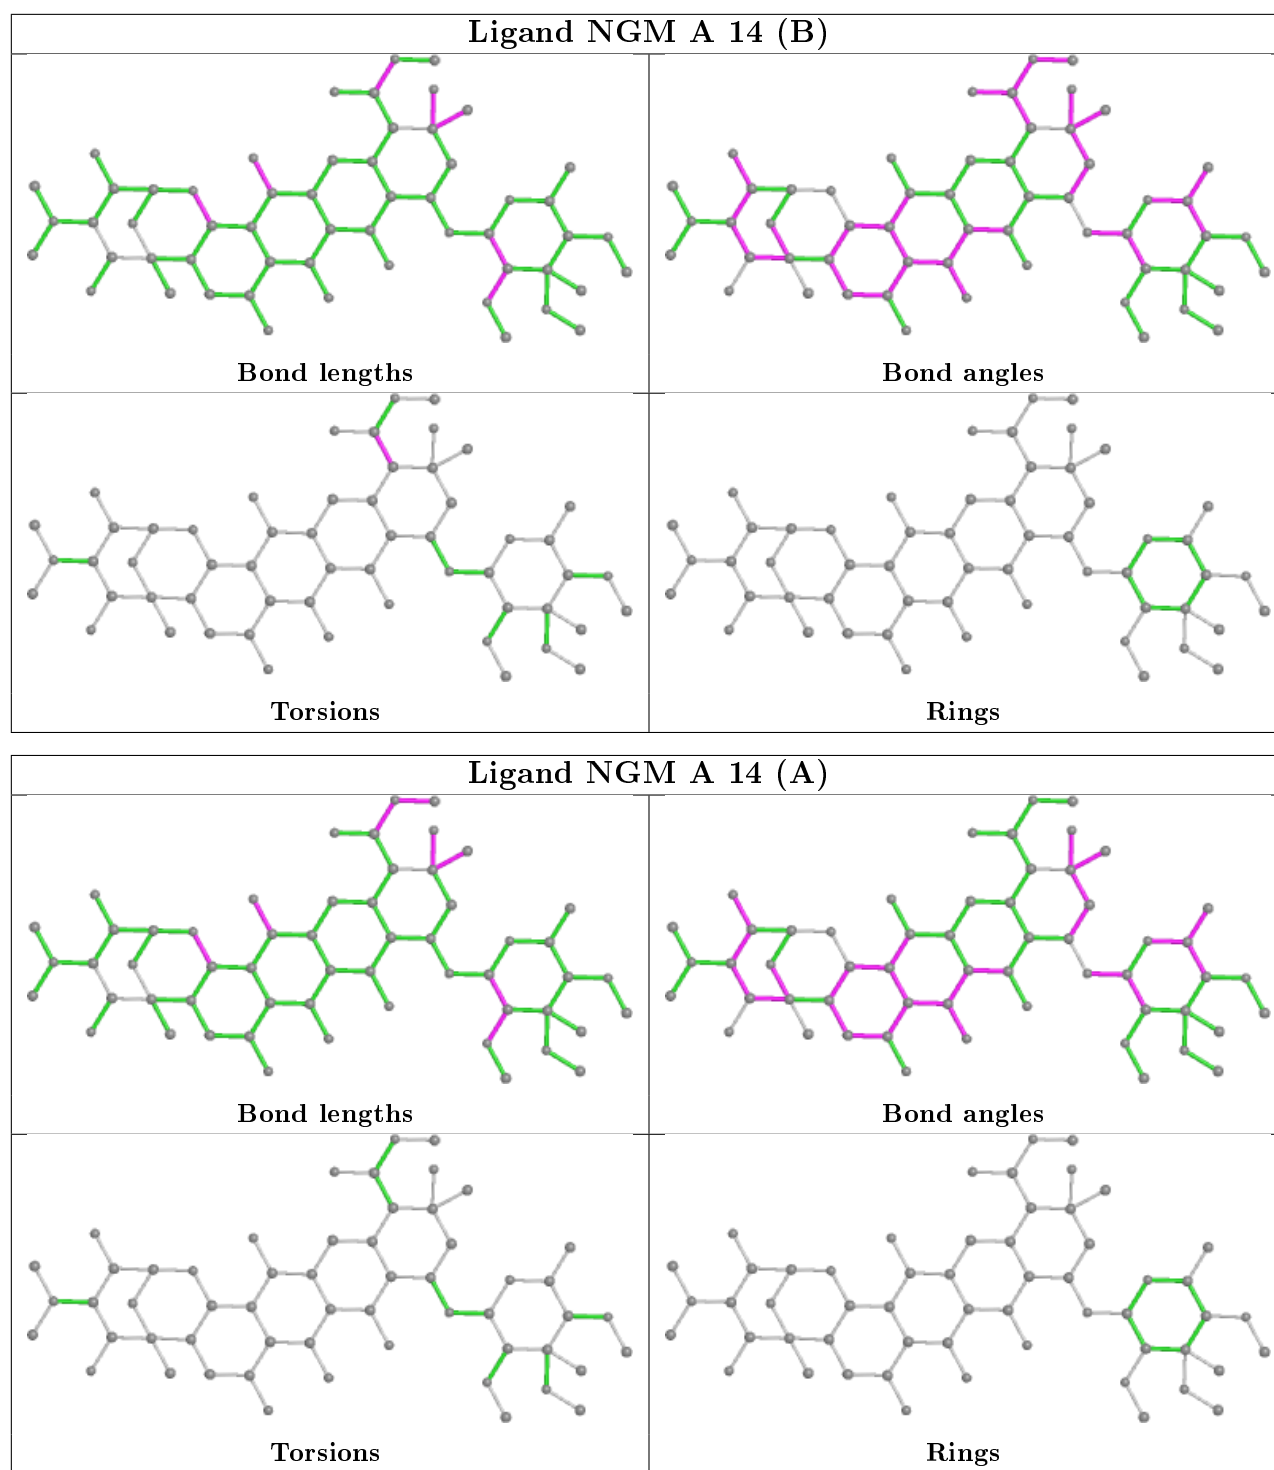 Ligand NGM A 14 (B)
Bond lengths
Bond angles
Torsions
Rings
Ligand NGM A 14 (A)
Bond lengths
Bond angles
Torsions
Rings